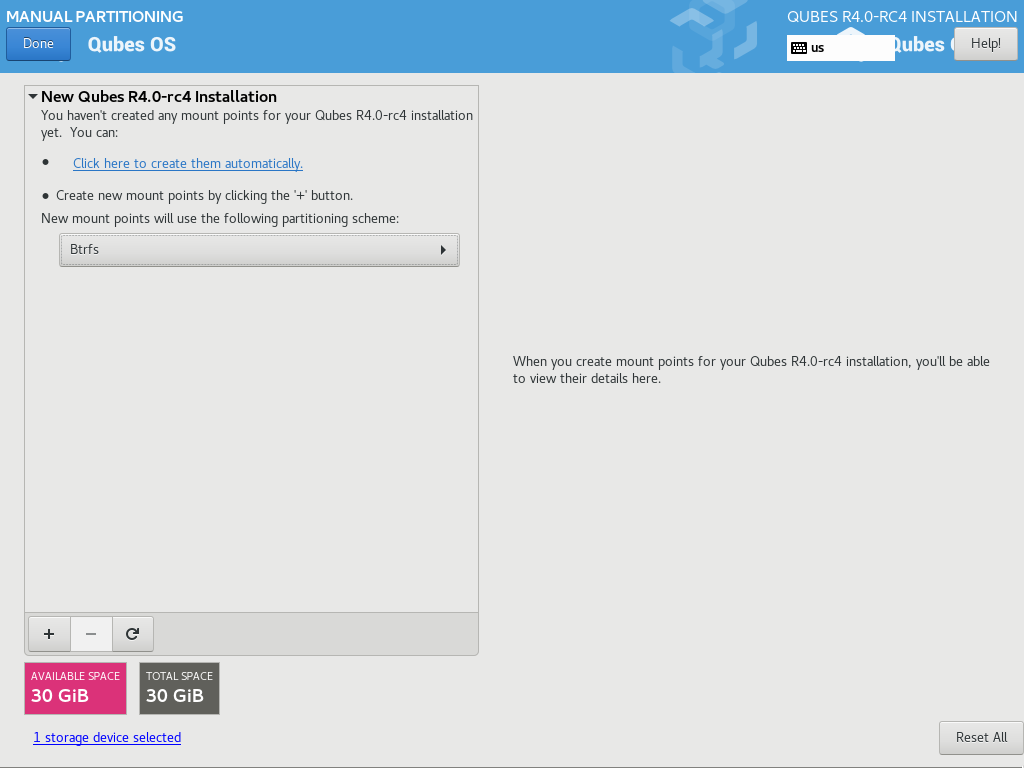 MANUAL PARTITIONING
QUBES R4.0-RC4 INSTALLATION
Done
Qubes OS
us
Qubes
Help!
New Qubes R4.0-rc4 Installation
You haven't created any mount points for your Qubes R4.0-rc4 installation
yet. You can:
• Click here to create them automatically.
• Create new mount points by clicking the '+' button.
New mount points will use the following partitioning scheme:
Btrfs
When you create mount points for your Qubes R4.0-rc4 installation, you'll be able
to view their details here.
+ −
AVAILABLE SPACE
30 GiB
TOTAL SPACE
30 GiB
1 storage device selected
Reset All